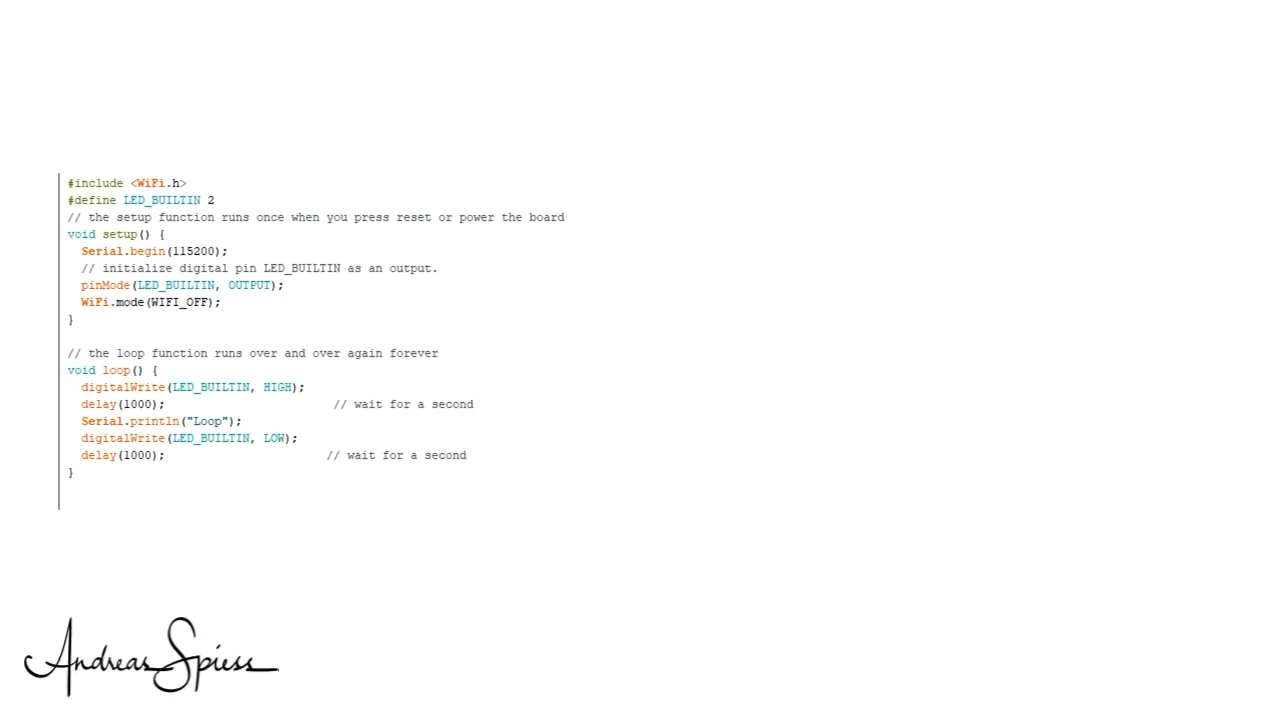 #include <WiFi.h>
#define LED_BUILTIN 2
// the setup function runs once when you press reset or power the board
void setup() {
  Serial.begin(115200);
  // initialize digital pin LED_BUILTIN as an output.
  pinMode(LED_BUILTIN, OUTPUT);
  WiFi.mode(WIFI_OFF);
}

// the loop function runs over and over again forever
void loop() {
  digitalWrite(LED_BUILTIN, HIGH);
  delay(1000);                        // wait for a second
  Serial.println("Loop");
  digitalWrite(LED_BUILTIN, LOW);
  delay(1000);                       // wait for a second
}
Andreas Spiess